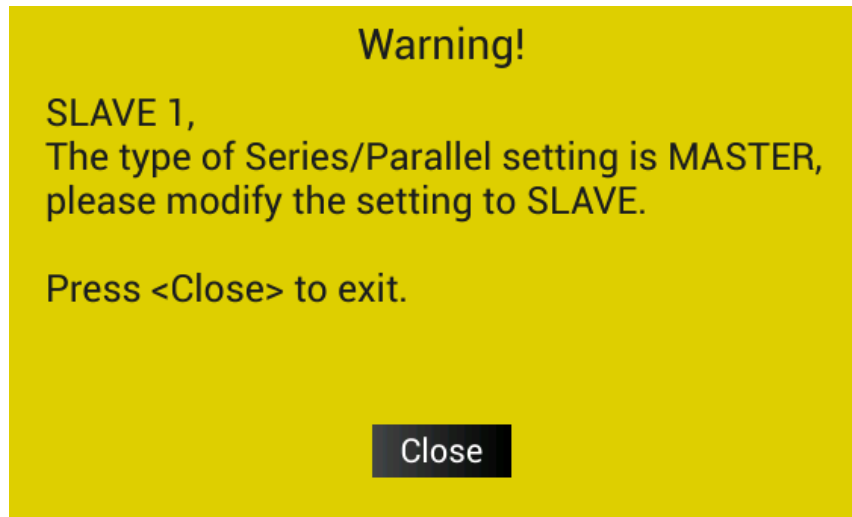 Warning!
SLAVE 1,
The type of Series/Parallel setting is MASTER,
please modify the setting to SLAVE.
Press <Close> to exit.
Close